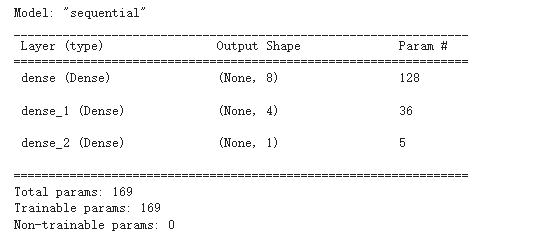 Model: "sequential"
_________________________________________________________________
Layer (type) Output Shape Param #
=================================================================
dense (Dense) (None, 8) 128
dense_1 (Dense) (None, 4) 36
dense_2 (Dense) (None, 1) 5
=================================================================
Total params: 169
Trainable params: 169
Non-trainable params: 0